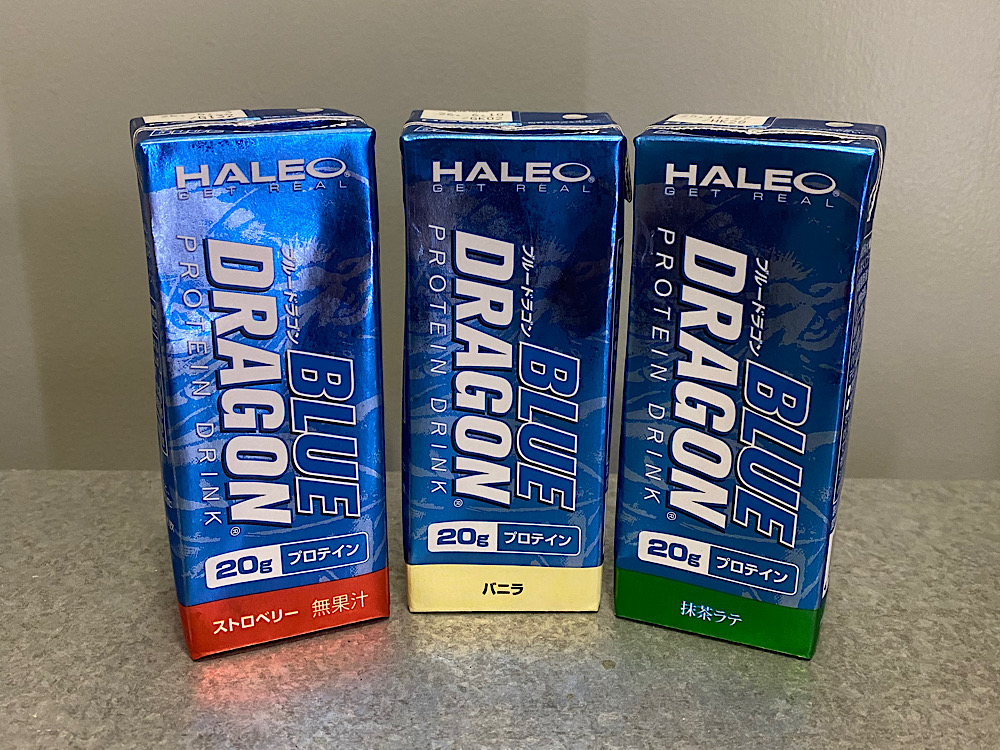 HALEO®
GET REAL
ブルードラゴン
BLUE
DRAGON®
PROTEIN DRINK
20g プロテイン
ストロベリー 無果汁
HALEO®
GET REAL
ブルードラゴン
BLUE
DRAGON®
PROTEIN DRINK
20g プロテイン
バニラ
HALEO®
GET REAL
ブルードラゴン
BLUE
DRAGON®
PROTEIN DRINK
20g プロテイン
抹茶ラテ